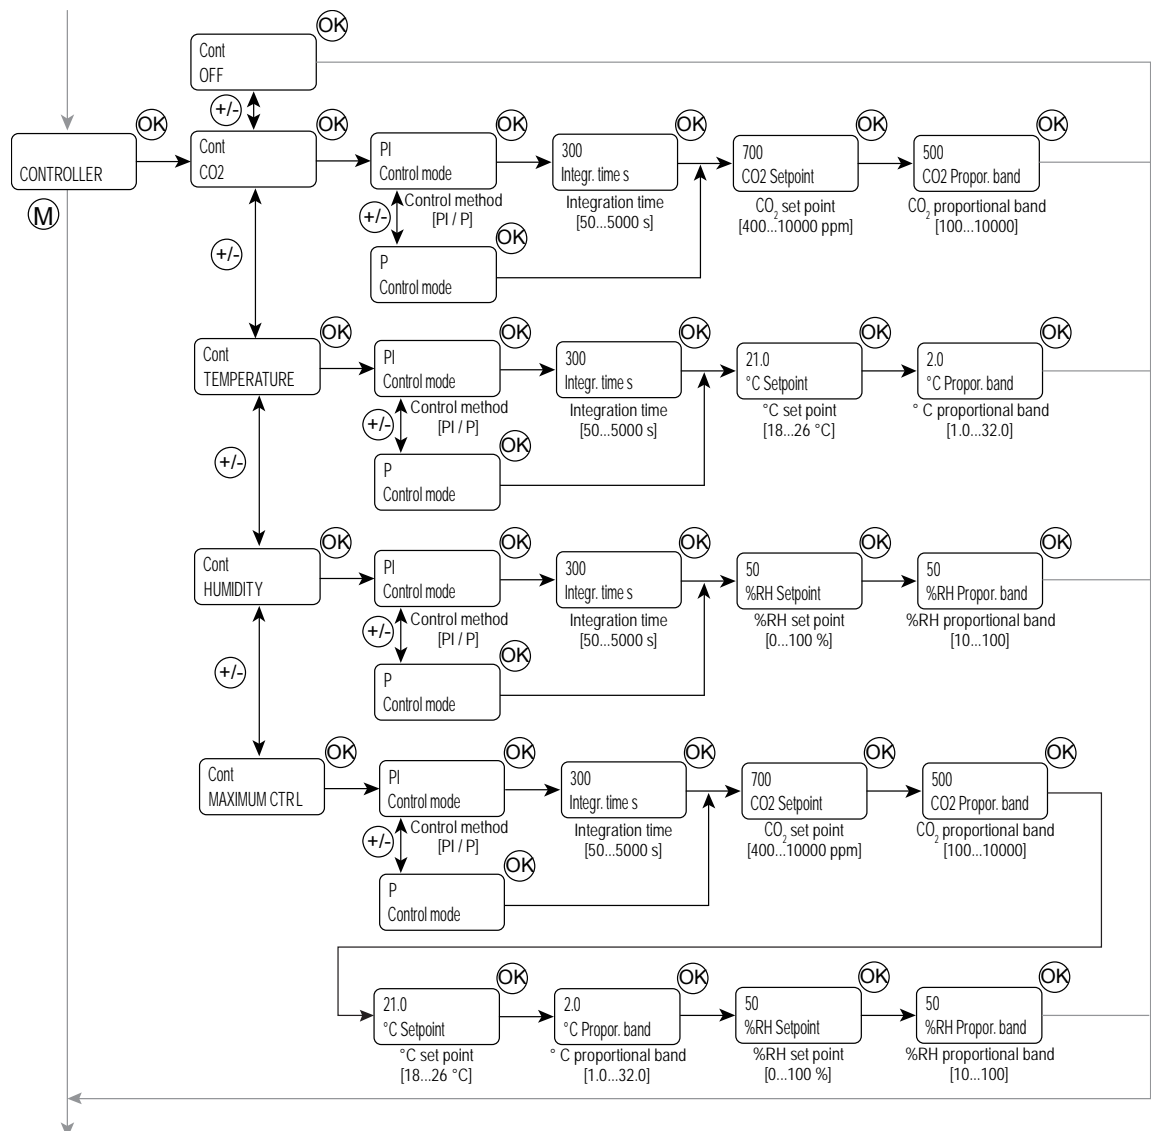 OK
Cont
OFF
+/-
OK
OK
OK
OK
OK
OK
CONTROLLER
Cont
CO2
PI
Control mode
300
Integr. time s
700
CO2 Setpoint
500
CO2 Propor. band
M
Control method
[PI / P]
Integration time
[50...5000 s]
CO2 set point
[400...10000 ppm]
CO2 proportional band
[100...10000]
+/-
+/-
OK
P
Control mode
OK
OK
OK
OK
OK
Cont
TEMPERATURE
PI
Control mode
300
Integr. time s
21.0
°C Setpoint
2.0
°C Propor. band
Control method
[PI / P]
Integration time
[50...5000 s]
°C set point
[18...26 °C]
° C proportional band
[1.0...32.0]
+/-
+/-
OK
P
Control mode
OK
OK
OK
OK
OK
Cont
HUMIDITY
PI
Control mode
300
Integr. time s
50
%RH Setpoint
50
%RH Propor. band
Control method
[PI / P]
Integration time
[50...5000 s]
%RH set point
[0...100 %]
%RH proportional band
[10...100]
+/-
+/-
OK
P
Control mode
OK
OK
OK
OK
OK
Cont
MAXIMUM CTRL
PI
Control mode
300
Integr. time s
700
CO2 Setpoint
500
CO2 Propor. band
Control method
[PI / P]
Integration time
[50...5000 s]
CO2 set point
[400...10000 ppm]
CO2 proportional band
[100...10000]
+/-
OK
P
Control mode
OK
OK
OK
OK
21.0
°C Setpoint
2.0
°C Propor. band
50
%RH Setpoint
50
%RH Propor. band
°C set point
[18...26 °C]
° C proportional band
[1.0...32.0]
%RH set point
[0...100 %]
%RH proportional band
[10...100]